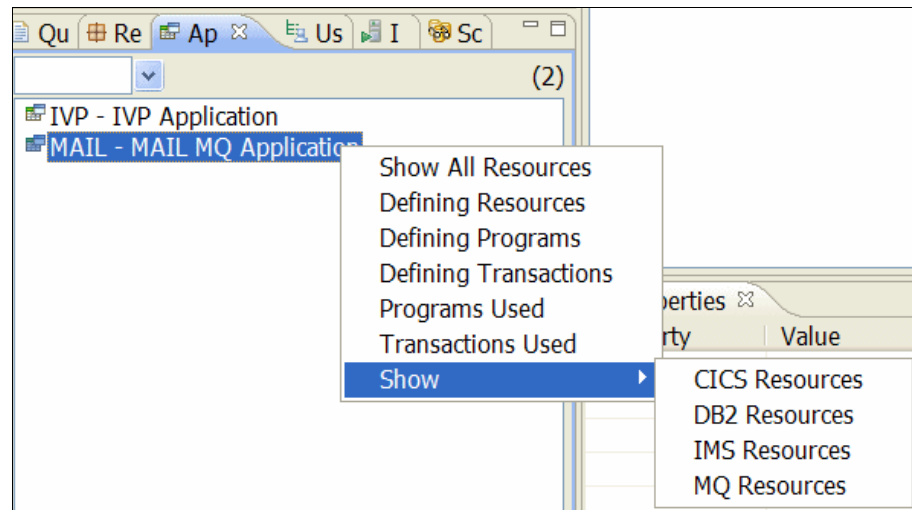 Qu Re Ap Us I Sc
(2)
IVP - IVP Application
MAIL - MAIL MQ Application
Show All Resources
Defining Resources
Defining Programs
Defining Transactions
Programs Used
Transactions Used
Show
perties
rty Value
CICS Resources
DB2 Resources
IMS Resources
MQ Resources